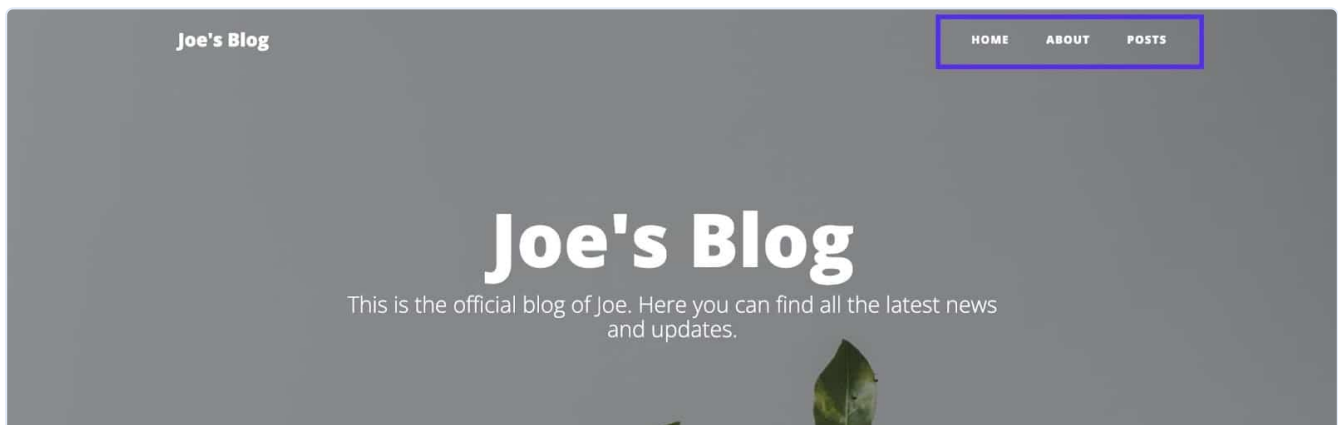 Joe's Blog
HOME ABOUT POSTS
Joe's Blog
This is the official blog of Joe. Here you can find all the latest news
and updates.